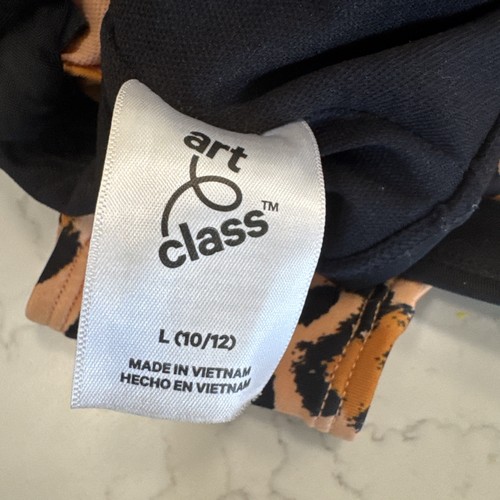 art
class™
L (10/12)
MADE IN VIETNAM
HECHO EN VIETNAM